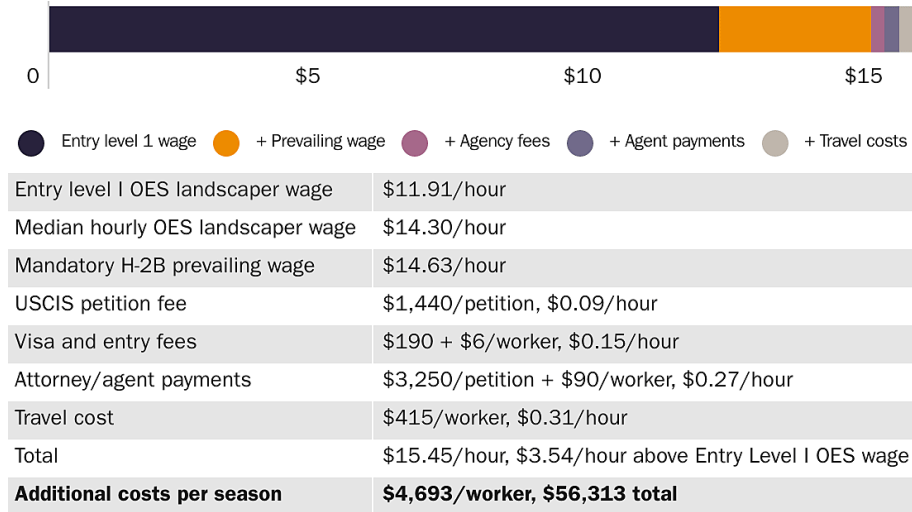 0 $5 $10 $15
Entry level 1 wage + Prevailing wage + Agency fees + Agent payments + Travel costs
Entry level I OES landscaper wage $11.91/hour
Median hourly OES landscaper wage $14.30/hour
Mandatory H-2B prevailing wage $14.63/hour
USCIS petition fee $1,440/petition, $0.09/hour
Visa and entry fees $190 + $6/worker, $0.15/hour
Attorney/agent payments $3,250/petition + $90/worker, $0.27/hour
Travel cost $415/worker, $0.31/hour
Total $15.45/hour, $3.54/hour above Entry Level I OES wage
Additional costs per season $4,693/worker, $56,313 total